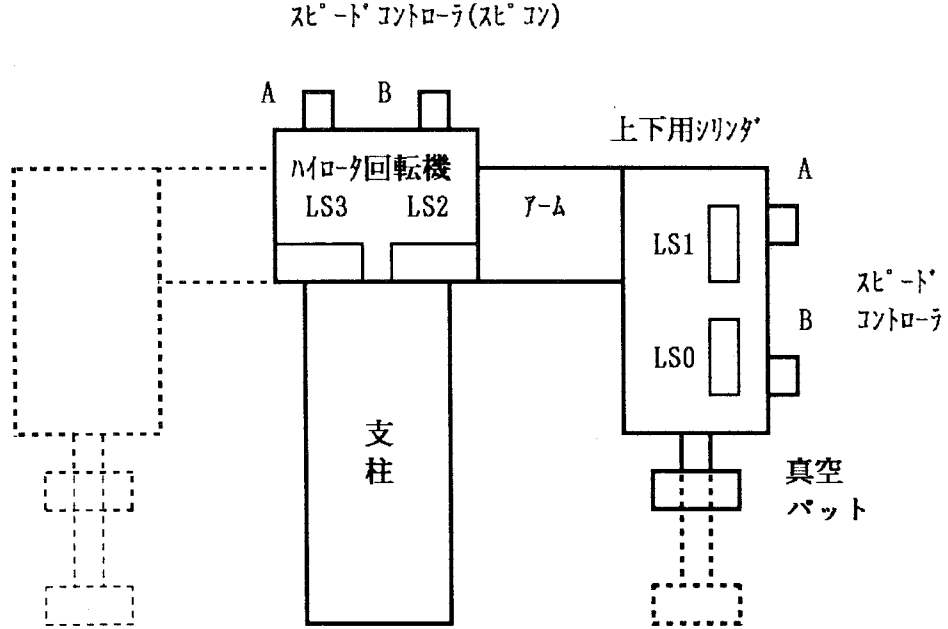 スピードコントローラ(スピコン)
A B
上下用シリンダ
A
ハイロータ回転機
LS3 LS2
アーム
LS1
スピード
コントローラ
B
LS0
支
柱
真空
パット